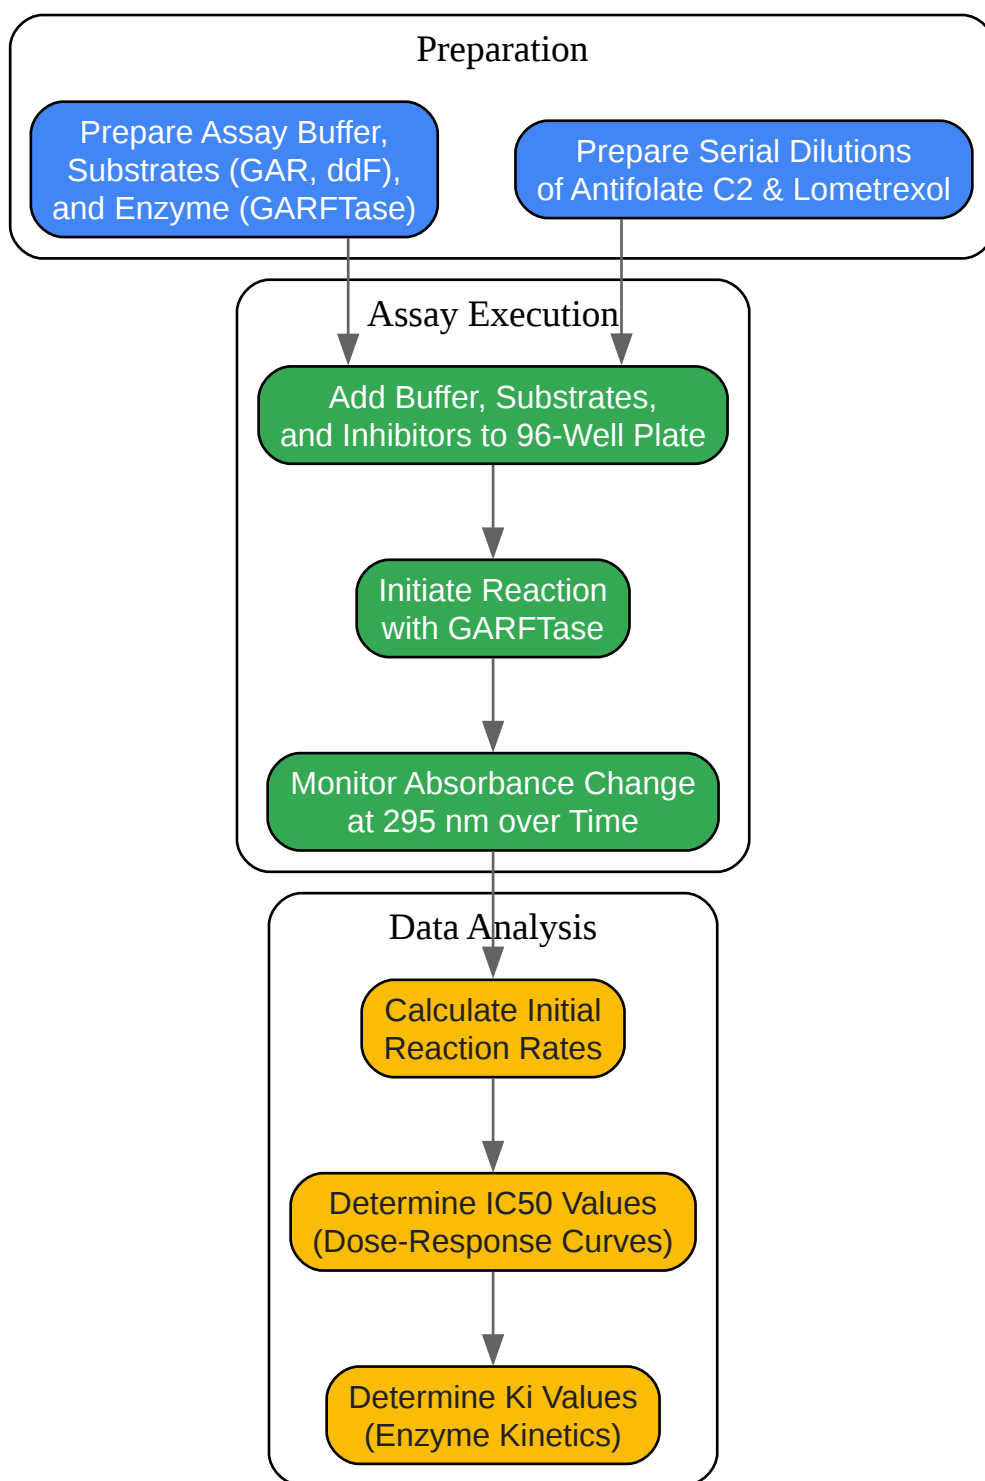 Preparation
Prepare Assay Buffer,
Substrates (GAR, ddF),
and Enzyme (GARFTase)
Prepare Serial Dilutions
of Antifolate C2 & Lometrexol
Assay Execution
Add Buffer, Substrates,
and Inhibitors to 96-Well Plate
Initiate Reaction
with GARFTase
Monitor Absorbance Change
at 295 nm over Time
Data Analysis
Calculate Initial
Reaction Rates
Determine IC50 Values
(Dose-Response Curves)
Determine Ki Values
(Enzyme Kinetics)